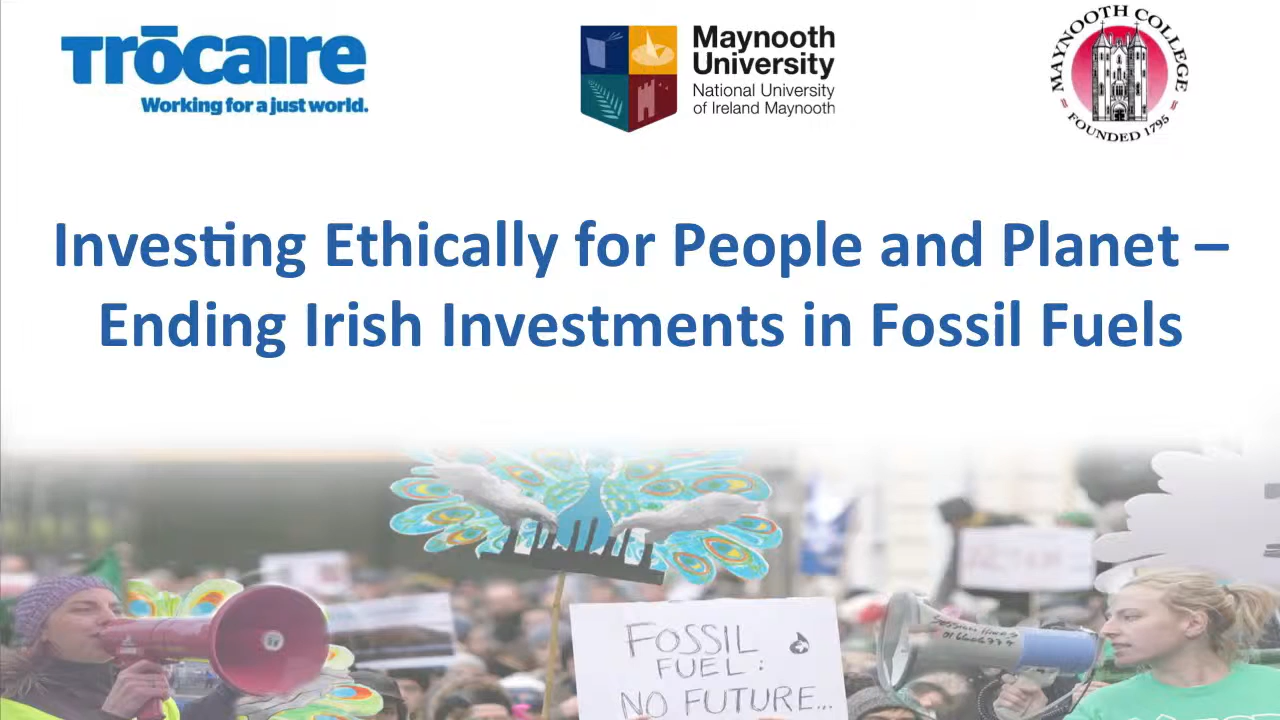 Trócaire
Working for a just world.
Maynooth
University
National University
of Ireland Maynooth
MAYNOOTH COLLEGE
FOUNDED 1795
Investing Ethically for People and Planet –
Ending Irish Investments in Fossil Fuels
FOSSIL
FUEL:
NO FUTURE...